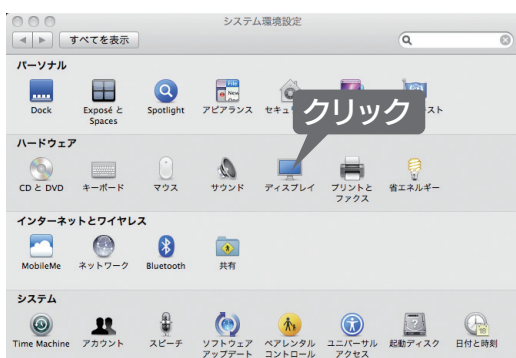 システム環境設定
すべてを表示
パーソナル
Dock
Exposé と
Spaces
Spotlight
アピアランス
セキュ
クリック
スト
ハードウェア
CD と DVD
キーボード
マウス
サウンド
ディスプレイ
プリントと
ファクス
省エネルギー
インターネットとワイヤレス
MobileMe
ネットワーク
Bluetooth
共有
システム
Time Machine
アカウント
スピーチ
ソフトウェア
アップデート
ペアレンタル
コントロール
ユニバーサル
アクセス
起動ディスク
日付と時刻